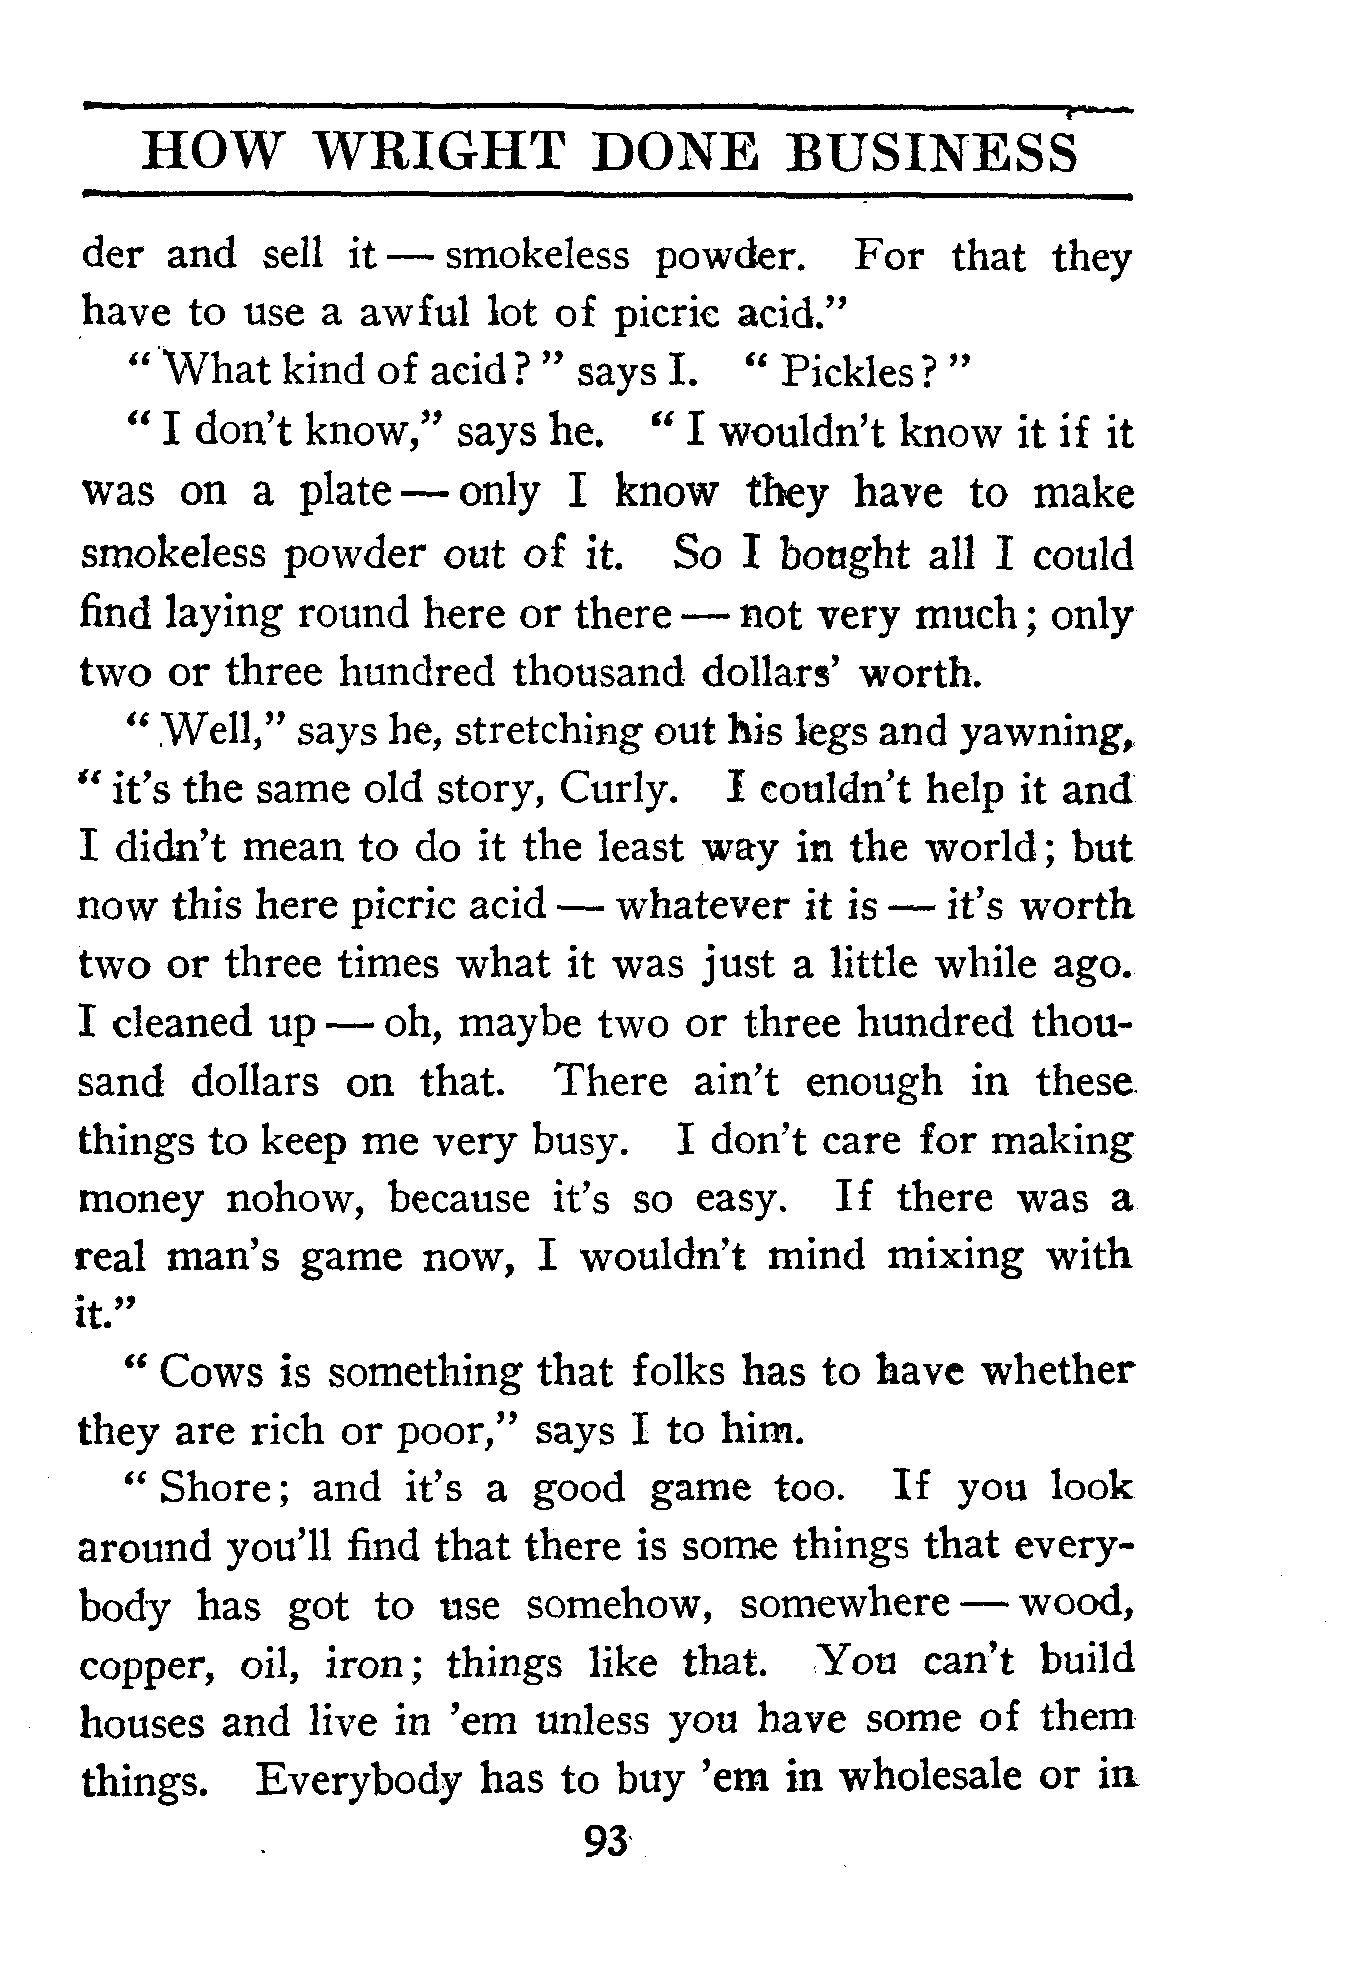 HOW WRIGHT DONE BUSINESS
der and sell it — smokeless powder. For that they
have to use a awful lot of picric acid.”
“ What kind of acid? ” says I. “ Pickles? ”
“ I don’t know,” says he. “ I wouldn’t know it if it
was on a plate — only I know they have to make
smokeless powder out of it. So I bought all I could
find laying round here or there — not very much; only
two or three hundred thousand dollars’ worth.
“ Well,” says he, stretching out his legs and yawning,
“ it’s the same old story, Curly. I couldn’t help it and
I didn’t mean to do it the least way in the world; but
now this here picric acid — whatever it is — it’s worth
two or three times what it was just a little while ago.
I cleaned up — oh, maybe two or three hundred thou-
sand dollars on that. There ain’t enough in these
things to keep me very busy. I don’t care for making
money nohow, because it’s so easy. If there was a
real man’s game now, I wouldn’t mind mixing with
it.”
“ Cows is something that folks has to have whether
they are rich or poor,” says I to him.
“ Shore; and it’s a good game too. If you look
around you’ll find that there is some things that every-
body has got to use somehow, somewhere — wood,
copper, oil, iron; things like that. You can’t build
houses and live in ’em unless you have some of them
things. Everybody has to buy ’em in wholesale or in
93